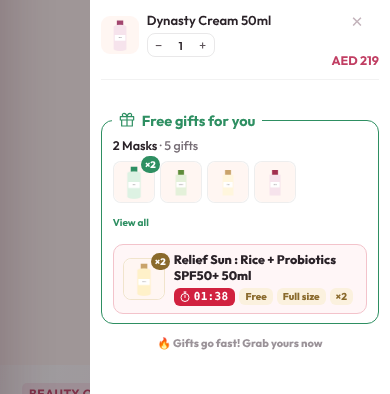 Dynasty Cream 50ml
×
− 1 +
AED 219
Free gifts for you
2 Masks · 5 gifts
×2
View all
×2
Relief Sun : Rice + Probiotics
SPF50+ 50ml
01:38 Free Full size ×2
🔥 Gifts go fast! Grab yours now
BEAUTY